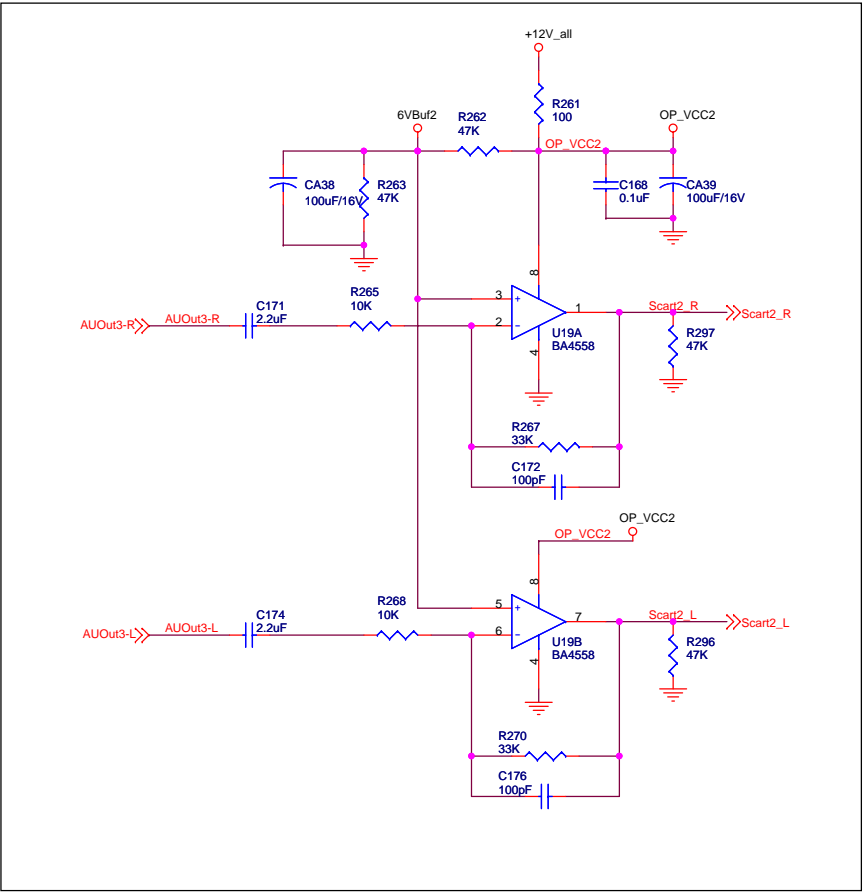 +12V_all
R261
100
6VBuf2
R262
47K
OP_VCC2
OP_VCC2
CA38
100uF/16V
R263
47K
C168
0.1uF
CA39
100uF/16V
8
C171
2.2uF
R265
10K
3
+
2
-
1
4
U19A
BA4558
AUOut3-R
AUOut3-R
Scart2_R
Scart2_R
R297
47K
R267
33K
C172
100pF
OP_VCC2
OP_VCC2
8
C174
2.2uF
R268
10K
5
+
6
-
7
4
U19B
BA4558
AUOut3-L
AUOut3-L
Scart2_L
Scart2_L
R296
47K
R270
33K
C176
100pF